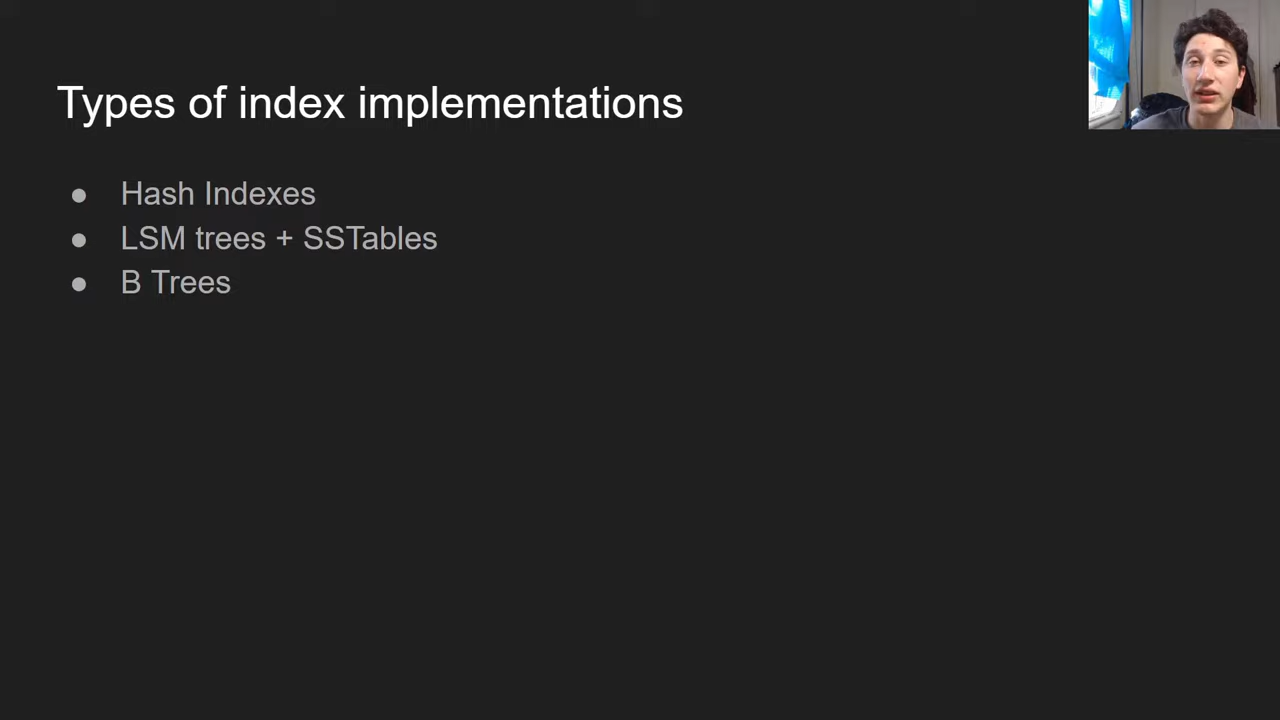 Types of index implementations
● Hash Indexes
● LSM trees + SSTables
● B Trees